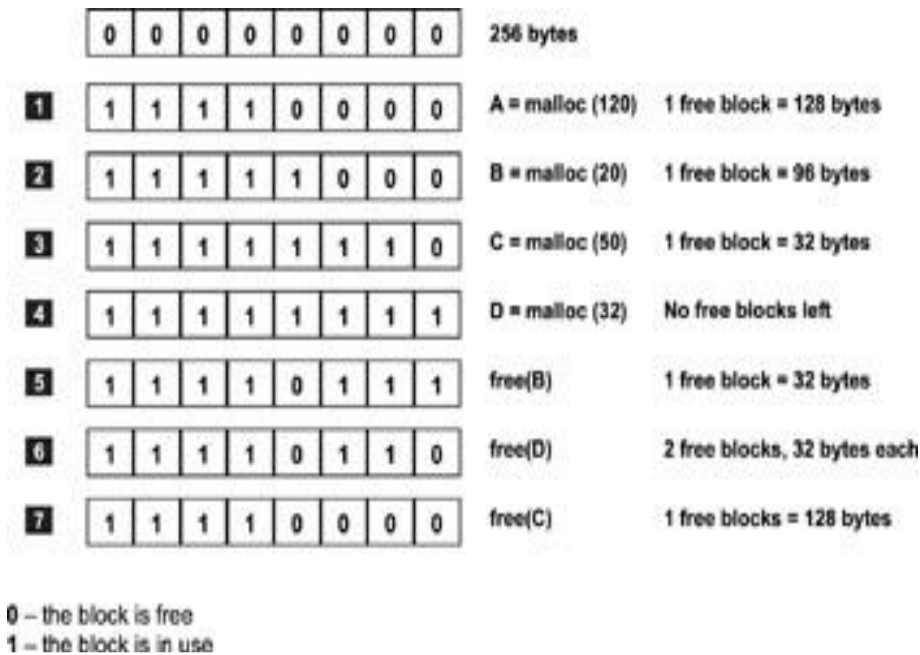 0 0 0 0 0 0 0 0 256 bytes
1 1 1 1 1 0 0 0 0 A = malloc (120) 1 free block = 128 bytes
2 1 1 1 1 1 0 0 0 B = malloc (20) 1 free block = 96 bytes
3 1 1 1 1 1 1 1 0 C = malloc (50) 1 free block = 32 bytes
4 1 1 1 1 1 1 1 1 D = malloc (32) No free blocks left
5 1 1 1 1 0 1 1 1 free(B) 1 free block = 32 bytes
6 1 1 1 1 0 1 1 0 free(D) 2 free blocks, 32 bytes each
7 1 1 1 1 0 0 0 0 free(C) 1 free blocks = 128 bytes
0 – the block is free
1 – the block is in use